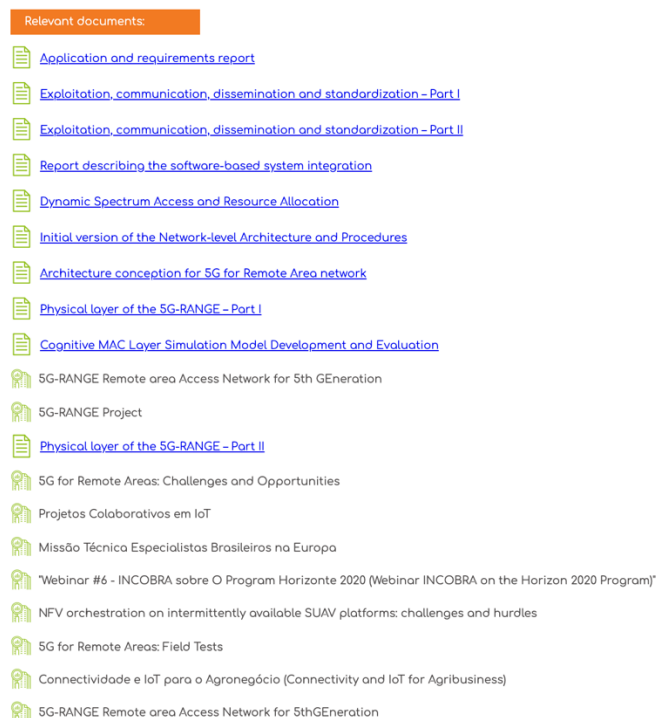 Relevant documents:
Application and requirements report
Exploitation, communication, dissemination and standardization – Part I
Exploitation, communication, dissemination and standardization – Part II
Report describing the software-based system integration
Dynamic Spectrum Access and Resource Allocation
Initial version of the Network-level Architecture and Procedures
Architecture conception for 5G for Remote Area network
Physical layer of the 5G-RANGE – Part I
Cognitive MAC Layer Simulation Model Development and Evaluation
5G-RANGE Remote area Access Network for 5th GEneration
5G-RANGE Project
Physical layer of the 5G-RANGE – Part II
5G for Remote Areas: Challenges and Opportunities
Projetos Colaborativos em IoT
Missão Técnica Especialistas Brasileiros na Europa
"Webinar #6 - INCOBRA sobre O Program Horizonte 2020 (Webinar INCOBRA on the Horizon 2020 Program)"
NFV orchestration on intermittently available SUAV platforms: challenges and hurdles
5G for Remote Areas: Field Tests
Connectividade e IoT para o Agronegócio (Connectivity and IoT for Agribusiness)
5G-RANGE Remote area Access Network for 5thGEneration